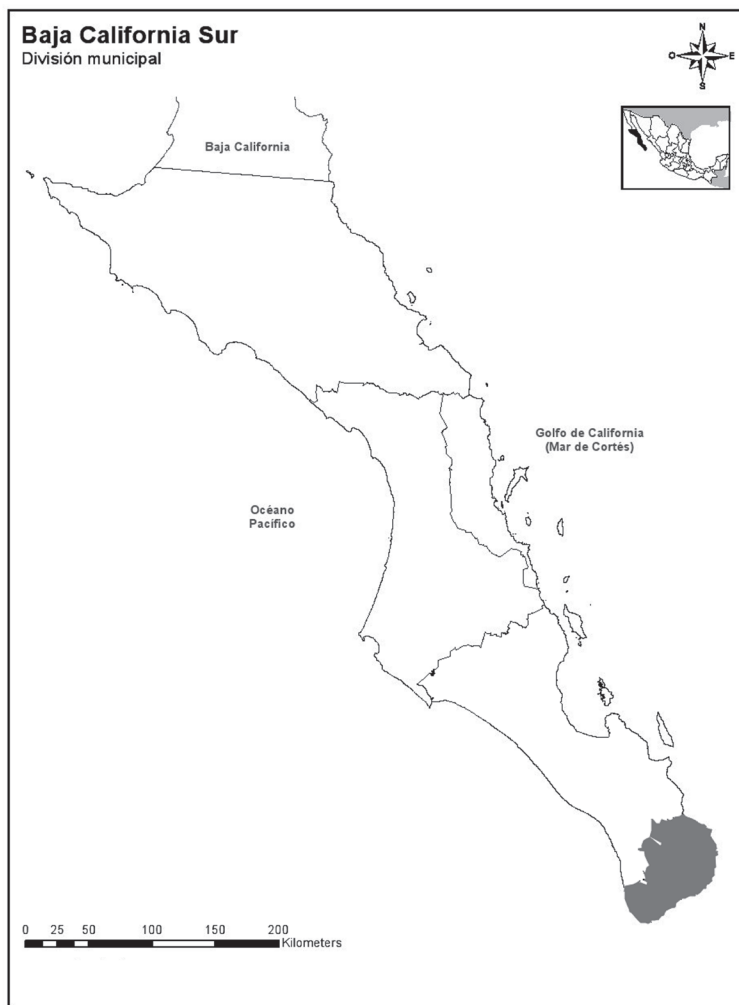 Baja California Sur
División municipal
N
O
E
S
Baja California
Golfo de California
(Mar de Cortés)
Océano
Pacífico
0 25 50 100 150 200
Kilometers